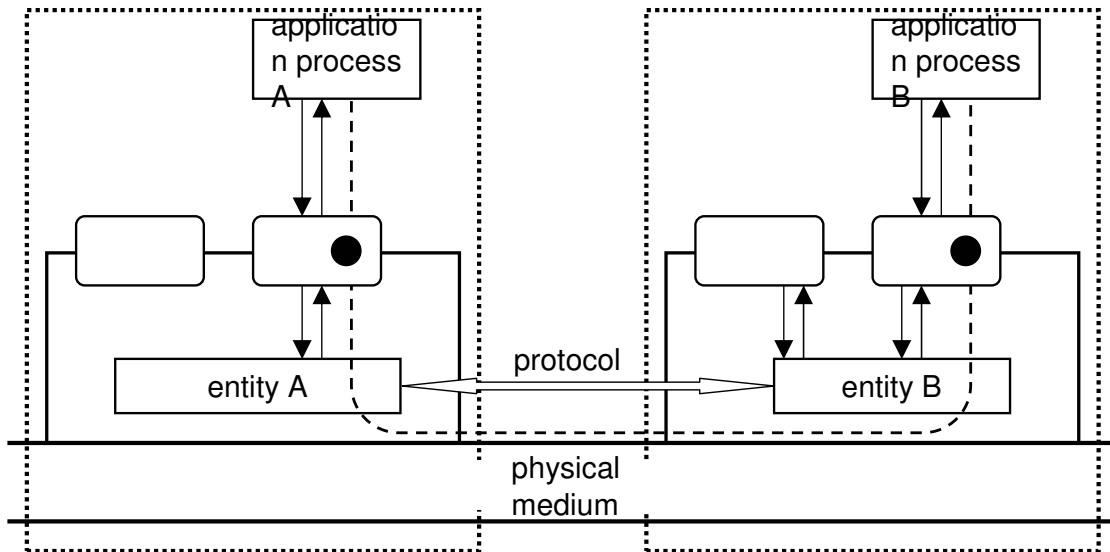 applicatio
n process
A
applicatio
n process
B
protocol
entity A
entity B
physical
medium